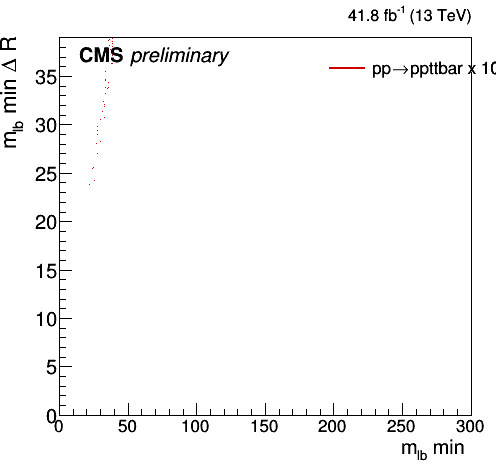 41.8 fb⁻¹ (13 TeV)
CMS preliminary
pp→ppttbar x 10
m_lb min Δ R
35
30
25
20
15
10
5
0
0 50 100 150 200 250 300
m_lb min